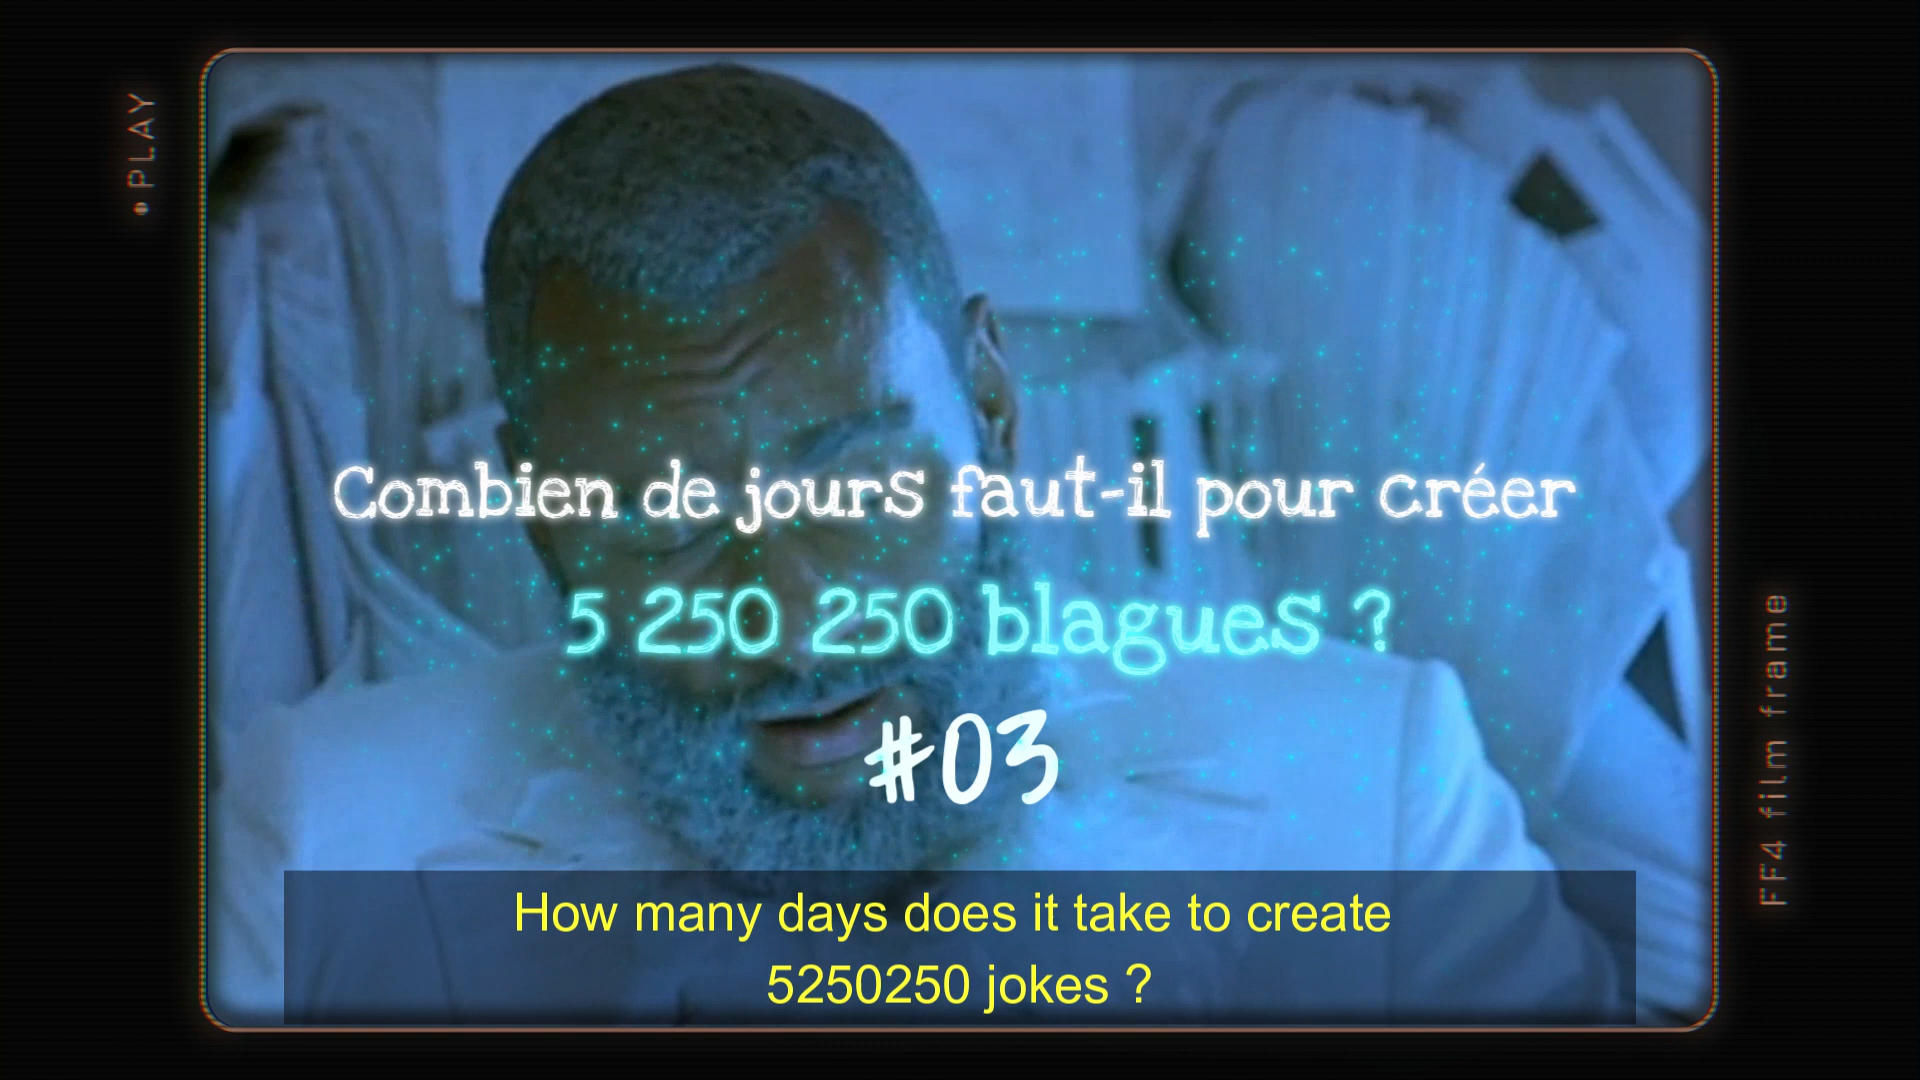 • PLAY
Combien de jours faut-il pour créer
5 250 250 blagues ?
#03
FF4 film frame
How many days does it take to create
5250250 jokes ?